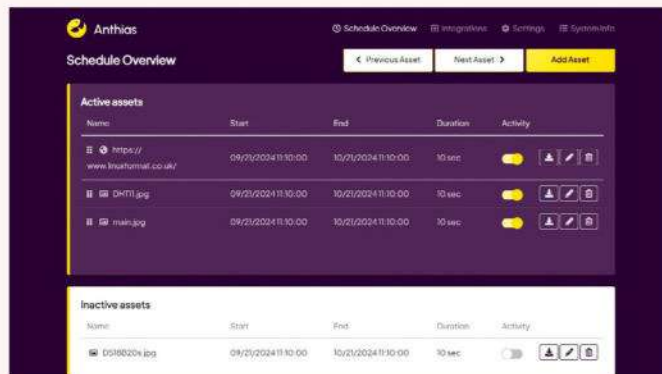 Anthias
Schedule Overview Integrations Settings System Info
Schedule Overview
Previous Asset Next Asset Add Asset
Active assets
Name Start End Duration Activity
https://
www.linuxformat.co.uk/ 09/21/2024 11:10:00 10/21/2024 11:10:00 10 sec
DHT11.jpg 09/21/2024 11:10:00 10/21/2024 11:10:00 10 sec
main.jpg 09/21/2024 11:10:00 10/21/2024 11:10:00 10 sec
Inactive assets
Name Start End Duration Activity
DS18B20s.jpg 09/21/2024 11:10:00 10/21/2024 11:10:00 10 sec